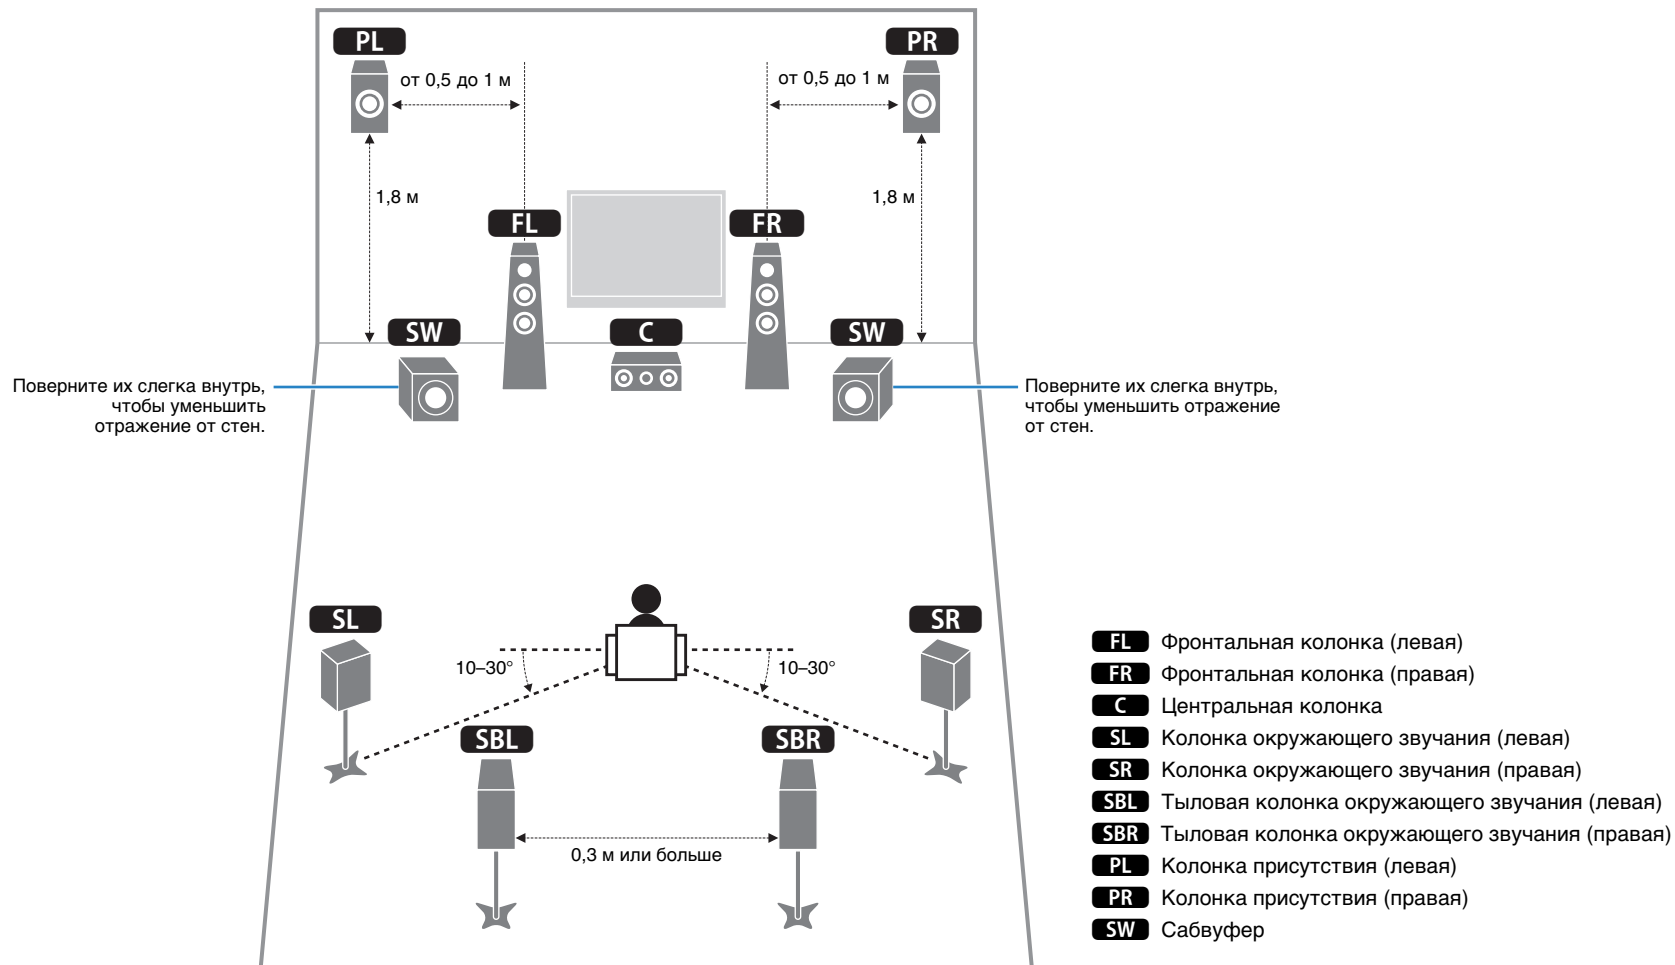 PL
PR
от 0,5 до 1 м
от 0,5 до 1 м
1,8 м
1,8 м
FL
FR
SW
C
SW
Поверните их слегка внутрь,
чтобы уменьшить
отражение от стен.
Поверните их слегка внутрь,
чтобы уменьшить отражение
от стен.
SL
SR
10–30°
10–30°
SBL
SBR
0,3 м или больше
FL Фронтальная колонка (левая)
FR Фронтальная колонка (правая)
C Центральная колонка
SL Колонка окружающего звучания (левая)
SR Колонка окружающего звучания (правая)
SBL Тыловая колонка окружающего звучания (левая)
SBR Тыловая колонка окружающего звучания (правая)
PL Колонка присутствия (левая)
PR Колонка присутствия (правая)
SW Сабвуфер